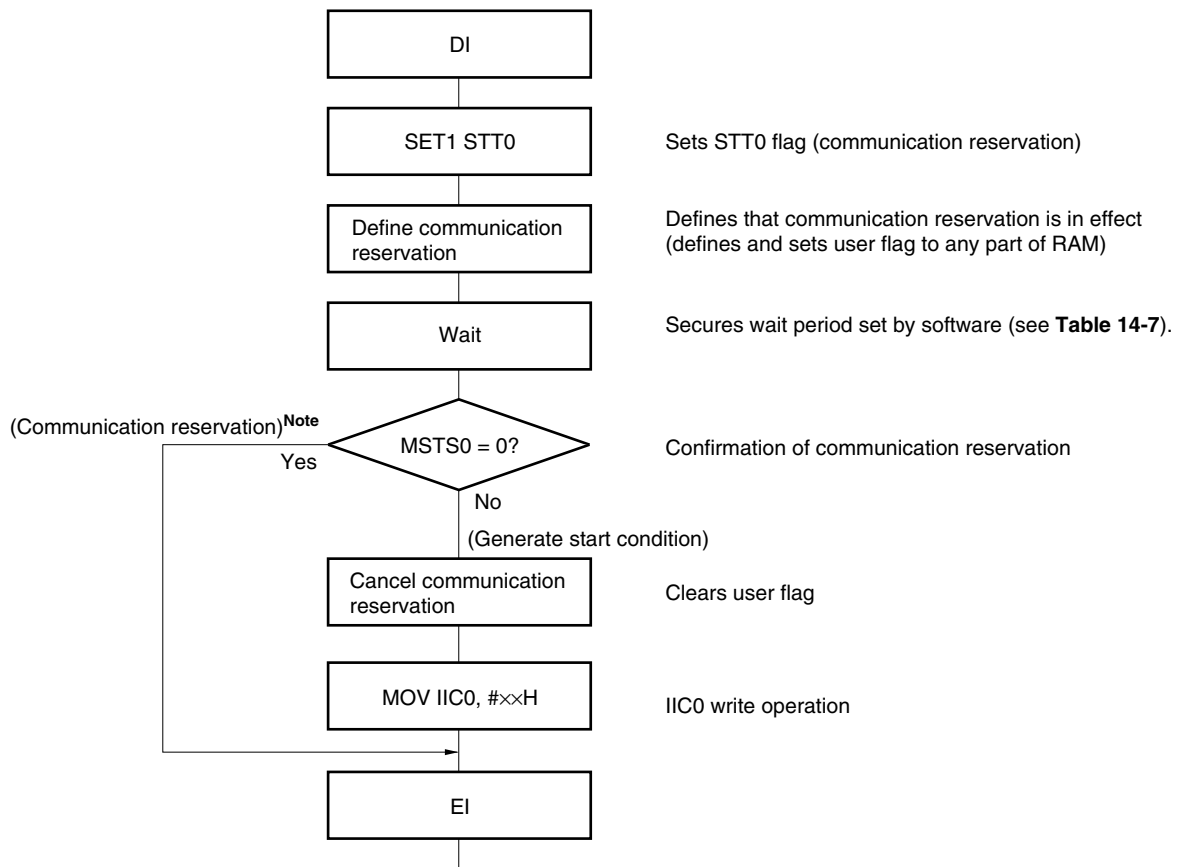 DI
SET1 STT0
Sets STT0 flag (communication reservation)
Define communication
reservation
Defines that communication reservation is in effect
(defines and sets user flag to any part of RAM)
Wait
Secures wait period set by software (see Table 14-7).
(Communication reservation)Note
Yes
MSTS0 = 0?
Confirmation of communication reservation
No
(Generate start condition)
Cancel communication
reservation
Clears user flag
MOV IIC0, #××H
IIC0 write operation
EI